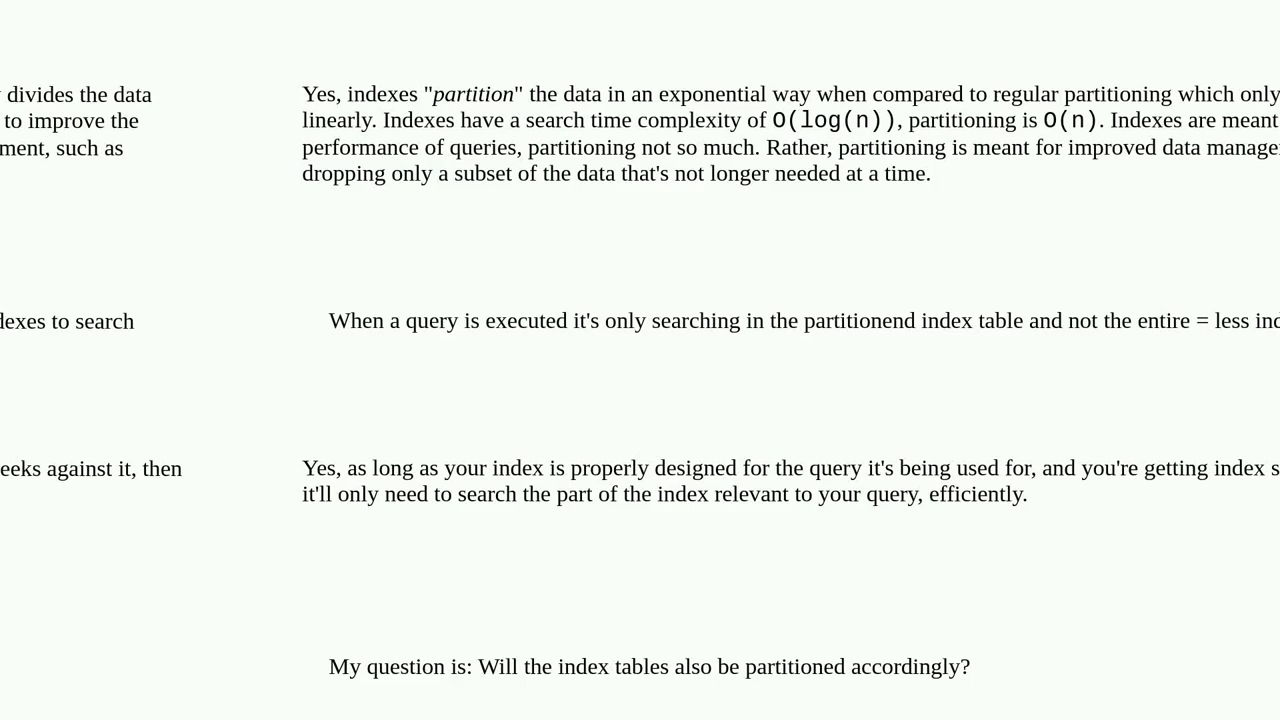 divides the data
to improve the
ment, such as
dexes to search
eeks against it, then
Yes, indexes "partition" the data in an exponential way when compared to regular partitioning which only
linearly. Indexes have a search time complexity of O(log(n)), partitioning is O(n). Indexes are meant
performance of queries, partitioning not so much. Rather, partitioning is meant for improved data manage
dropping only a subset of the data that's not longer needed at a time.
When a query is executed it's only searching in the partitionend index table and not the entire = less ind
Yes, as long as your index is properly designed for the query it's being used for, and you're getting index s
it'll only need to search the part of the index relevant to your query, efficiently.
My question is: Will the index tables also be partitioned accordingly?